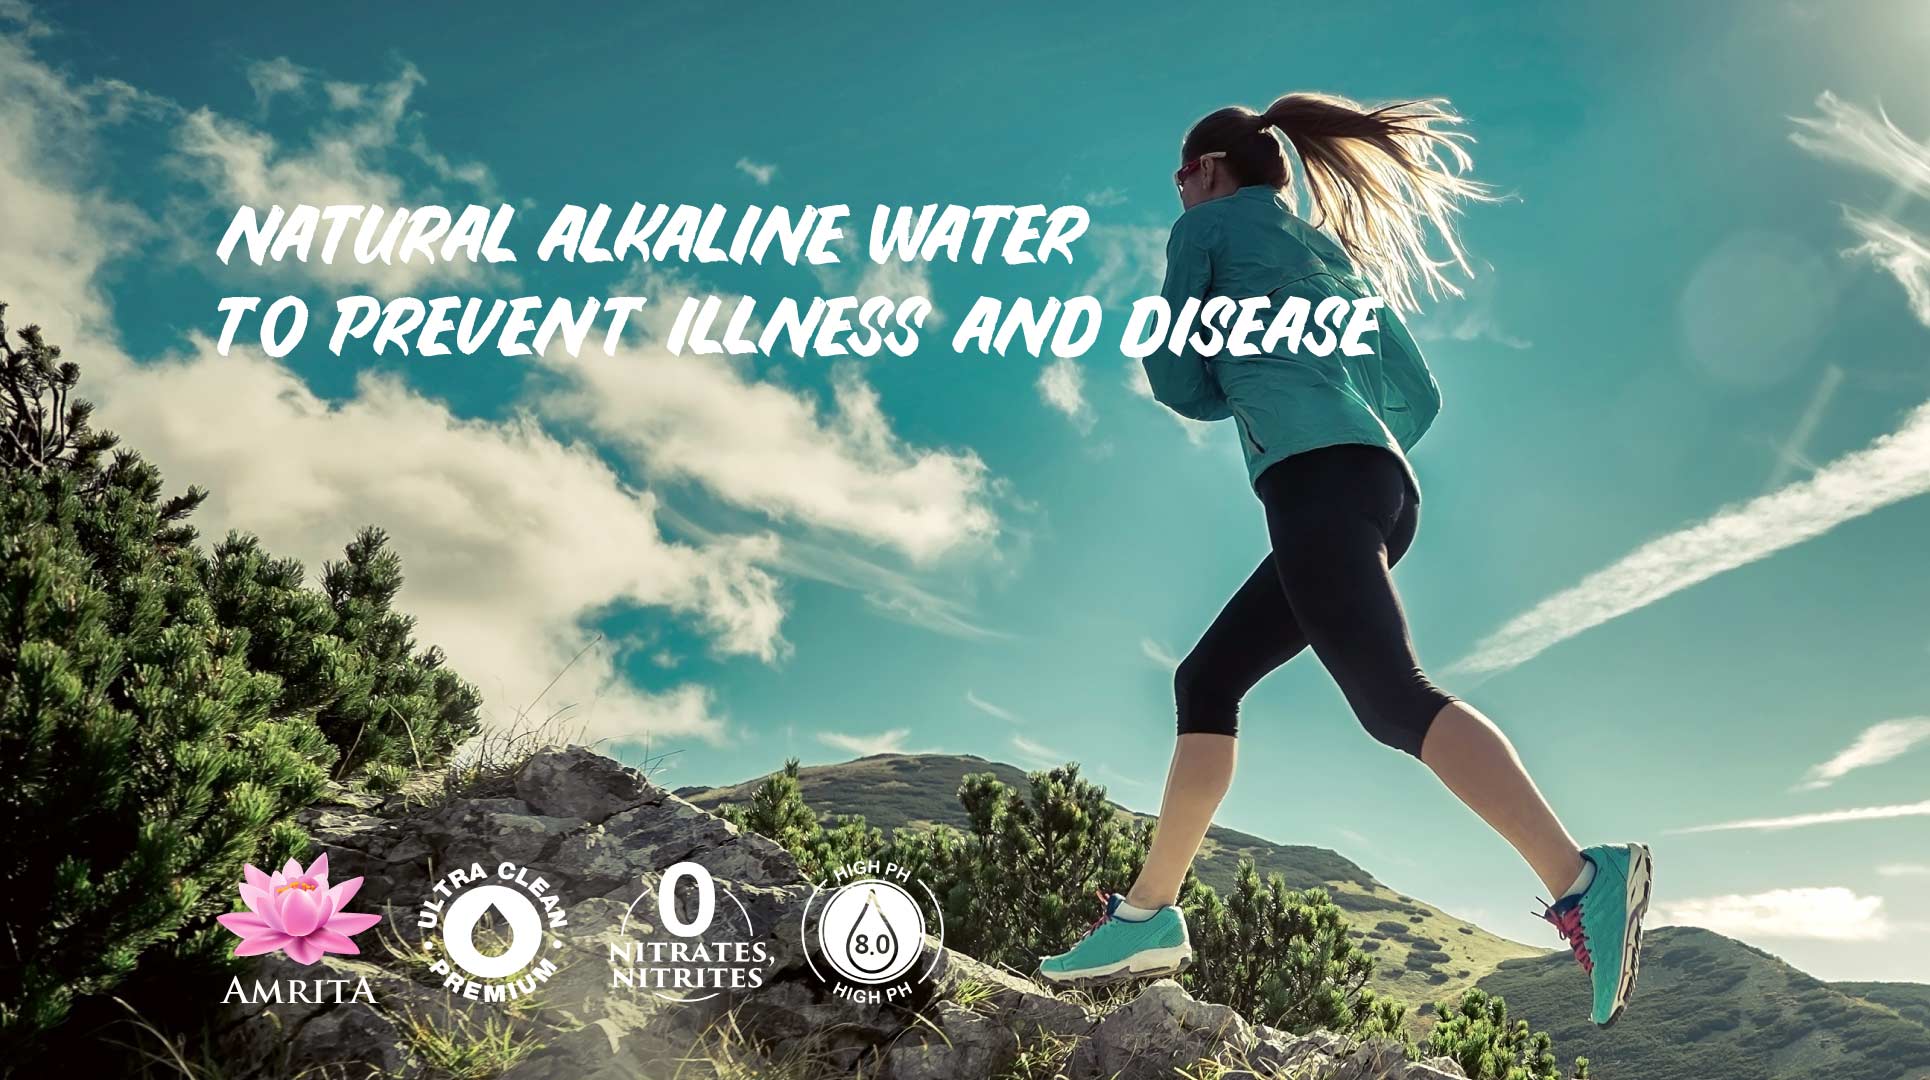 NATURAL ALKALINE WATER
TO PREVENT ILLNESS AND DISEASE
AMRITA
ULTRA CLEAN
PREMIUM
0
NITRATES,
NITRITES
HIGH PH
8.0
HIGH PH